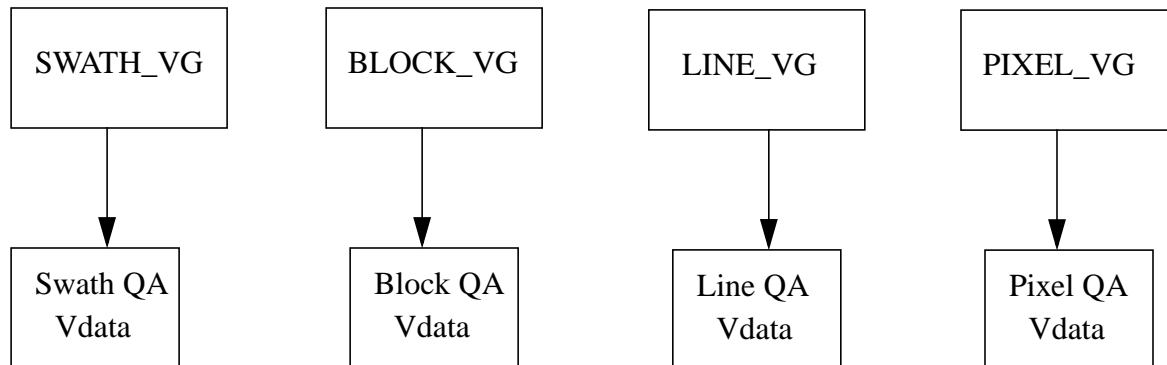 SWATH_VG
BLOCK_VG
LINE_VG
PIXEL_VG
Swath QA
Vdata
Block QA
Vdata
Line QA
Vdata
Pixel QA
Vdata